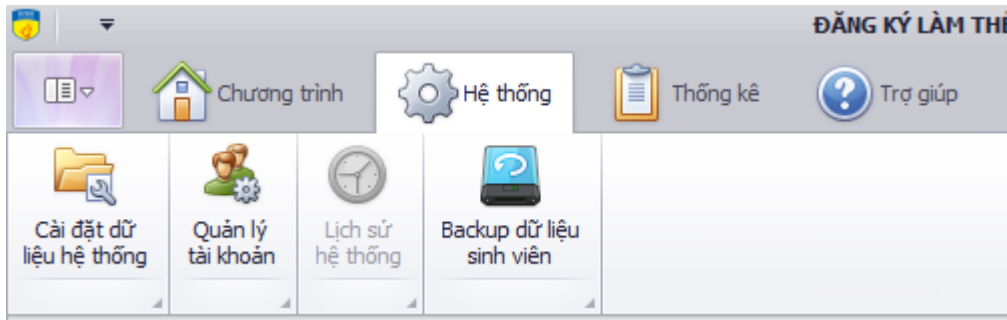 ĐĂNG KÝ LÀM THẺ
Chương trình
Hệ thống
Thống kê
Trợ giúp
Cài đặt dữ
liệu hệ thống
Quản lý
tài khoản
Lịch sử
hệ thống
Backup dữ liệu
sinh viên